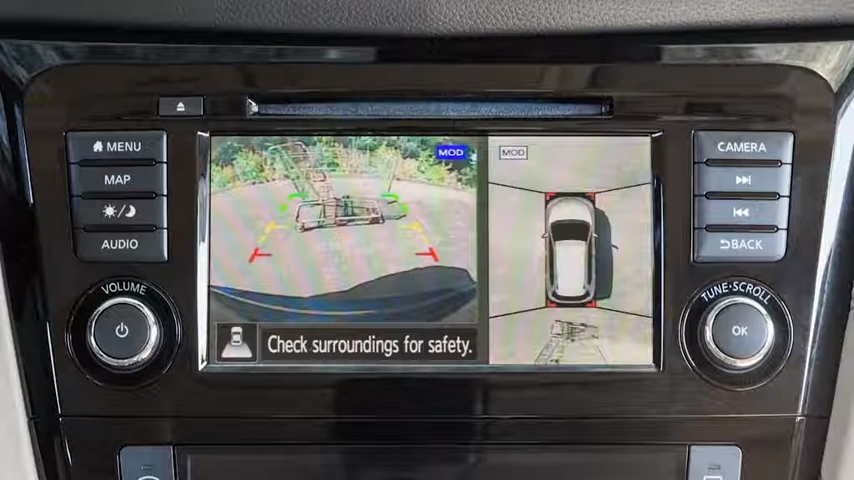 MENU
MAP
AUDIO
VOLUME
MOD
MOD
Check surroundings for safety.
CAMERA
BACK
TUNE·SCROLL
OK